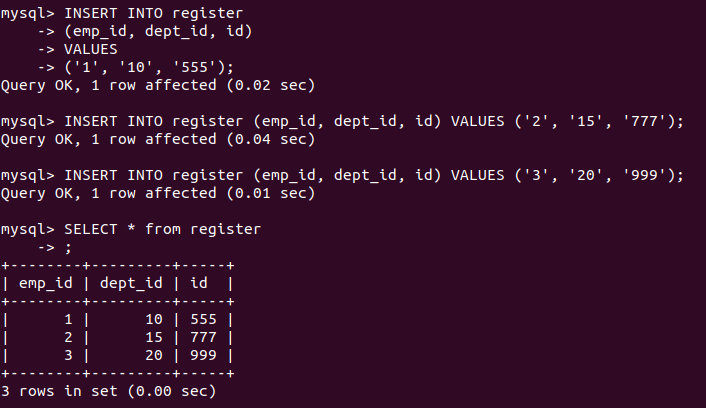 mysql> INSERT INTO register
    -> (emp_id, dept_id, id)
    -> VALUES
    -> ('1', '10', '555');
Query OK, 1 row affected (0.02 sec)

mysql> INSERT INTO register (emp_id, dept_id, id) VALUES ('2', '15', '777');
Query OK, 1 row affected (0.04 sec)

mysql> INSERT INTO register (emp_id, dept_id, id) VALUES ('3', '20', '999');
Query OK, 1 row affected (0.01 sec)

mysql> SELECT * from register
    -> ;
+--------+---------+-----+
| emp_id | dept_id | id  |
+--------+---------+-----+
|      1 |      10 | 555 |
|      2 |      15 | 777 |
|      3 |      20 | 999 |
+--------+---------+-----+
3 rows in set (0.00 sec)